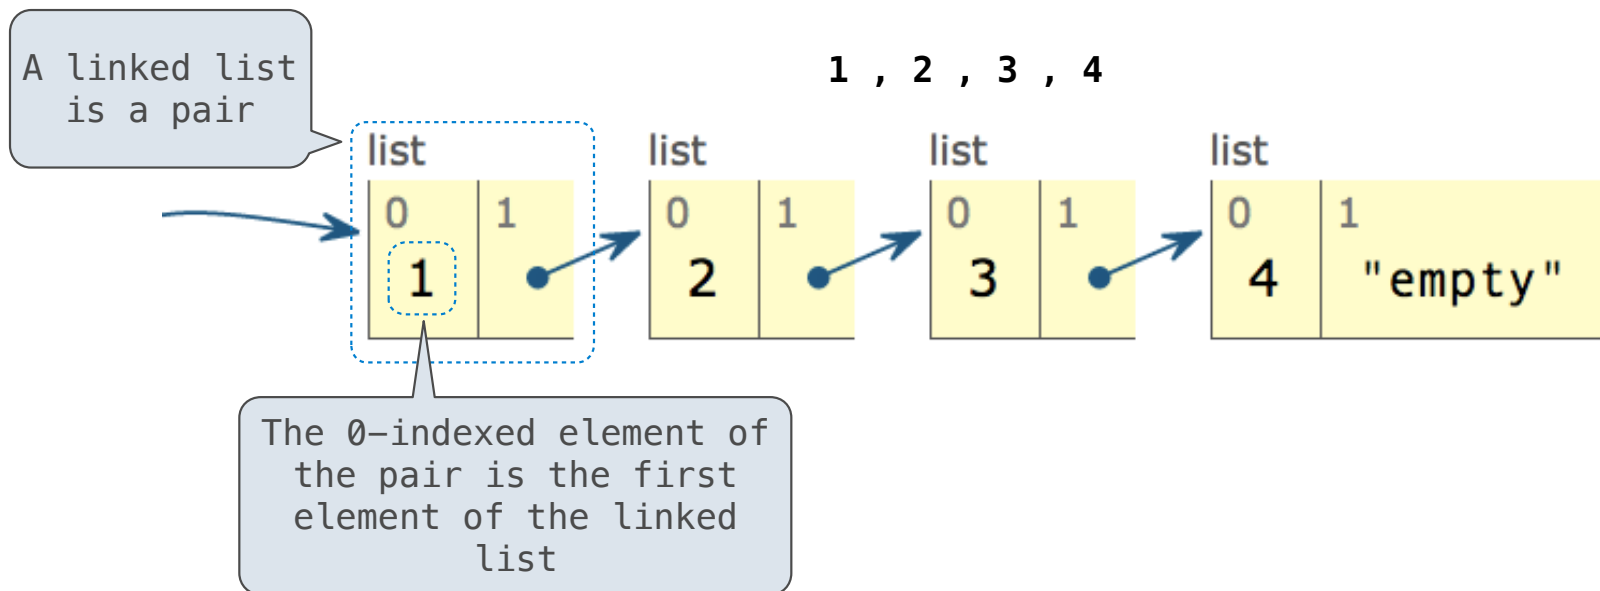 A linked list
is a pair
1 , 2 , 3 , 4
list list list list
0 1 0 1 0 1 0 1
1 2 3 4 "empty"
The 0-indexed element of
the pair is the first
element of the linked
list